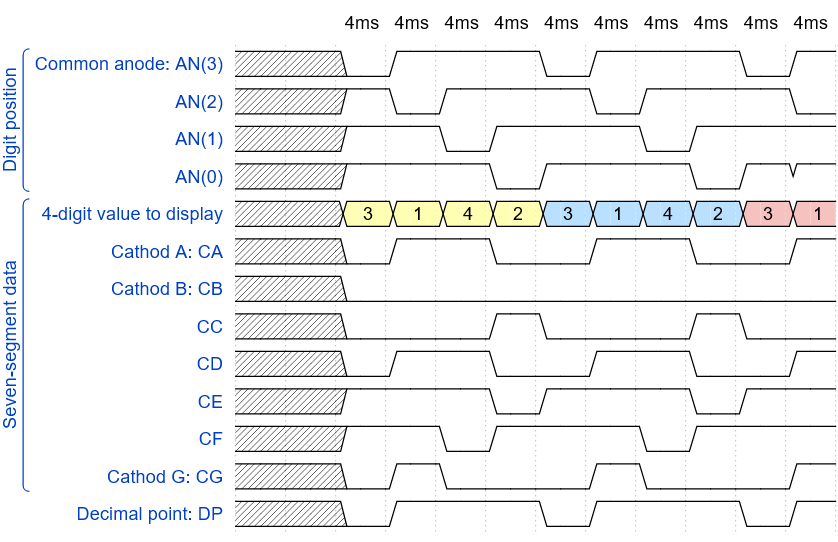 4ms 4ms 4ms 4ms 4ms 4ms 4ms 4ms 4ms 4ms
Digit position
Common anode: AN(3)
AN(2)
AN(1)
AN(0)
Seven-segment data
4-digit value to display 3 1 4 2 3 1 4 2 3 1
Cathod A: CA
Cathod B: CB
CC
CD
CE
CF
Cathod G: CG
Decimal point: DP